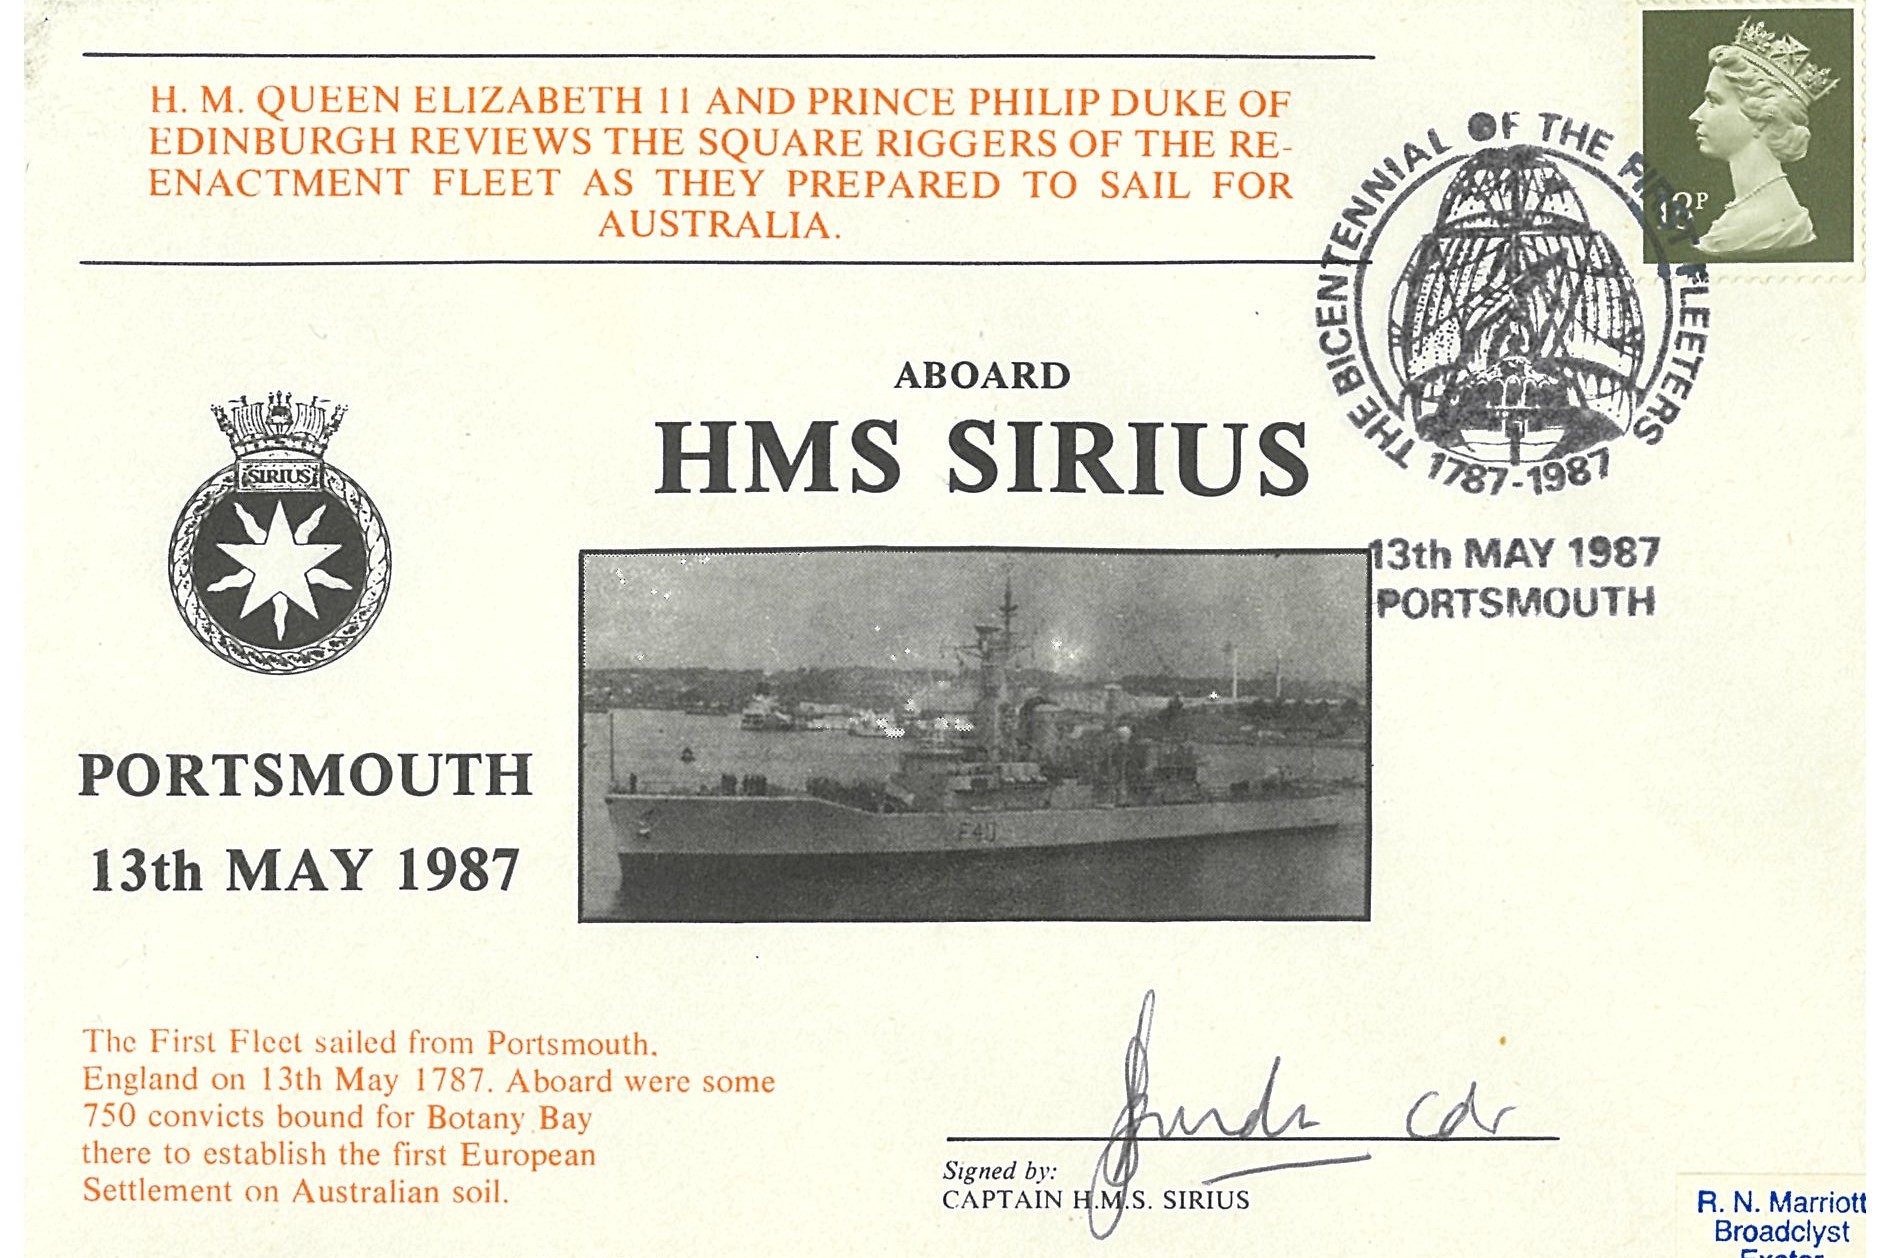 H. M. QUEEN ELIZABETH 11 AND PRINCE PHILIP DUKE OF
EDINBURGH REVIEWS THE SQUARE RIGGERS OF THE RE-
ENACTMENT FLEET AS THEY PREPARED TO SAIL FOR
AUSTRALIA.
P
THE BICENTENNIAL OF THE FIRST FLEETERS
1787-1987
13th MAY 1987
PORTSMOUTH
ABOARD
HMS SIRIUS
SIRIUS
PORTSMOUTH
13th MAY 1987
F40
The First Fleet sailed from Portsmouth.
England on 13th May 1787. Aboard were some
750 convicts bound for Botany Bay
there to establish the first European
Settlement on Australian soil.
Cdr
Signed by:
CAPTAIN H.M.S. SIRIUS
R. N. Marriott
Broadclyst
Exeter